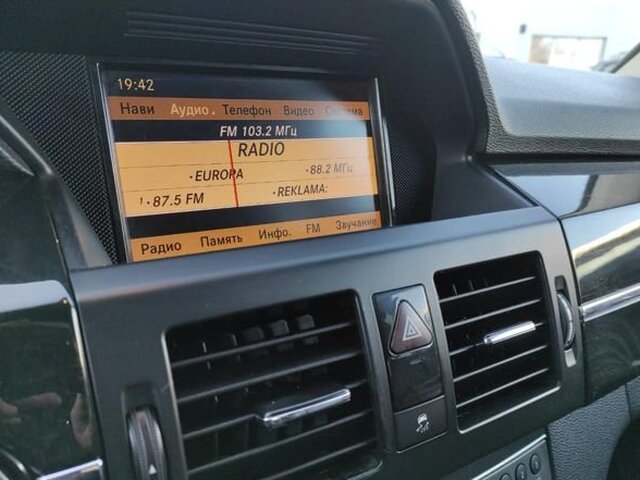 19:42
Нави Аудио Телефон Видео Система
FM 103.2 МГц
RADIO
•EUROPA •88.2 МГц
1•87.5 FM •REKLAMA:
Радио Память Инфо. FM Звучание